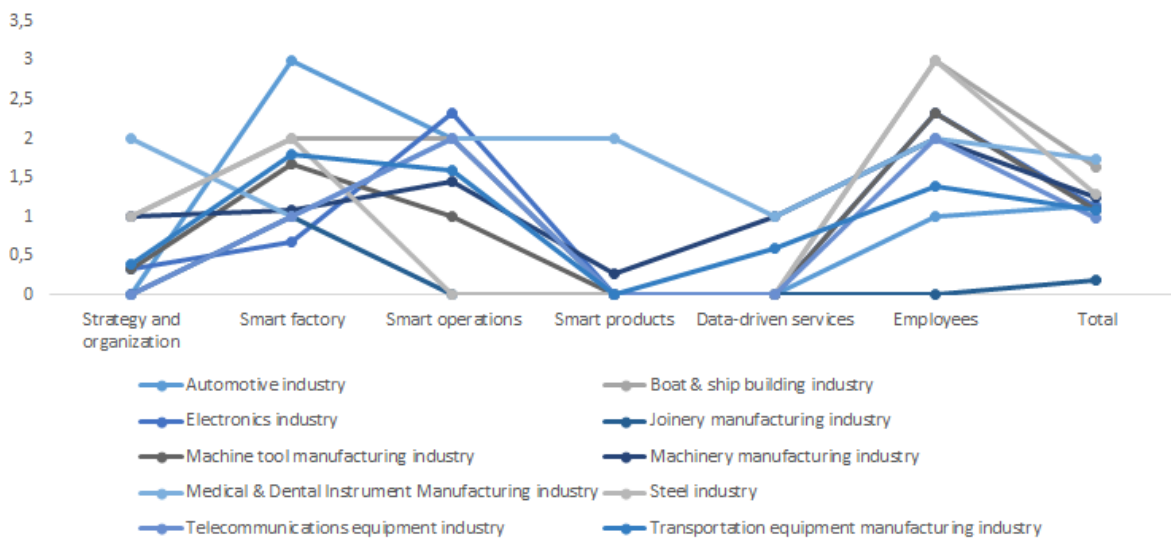 3,5
3
2,5
2
1,5
1
0,5
0
Strategy and organization
Smart factory
Smart operations
Smart products
Data-driven services
Employees
Total
Automotive industry
Boat & ship building industry
Electronics industry
Joinery manufacturing industry
Machine tool manufacturing industry
Machinery manufacturing industry
Medical & Dental Instrument Manufacturing industry
Steel industry
Telecommunications equipment industry
Transportation equipment manufacturing industry